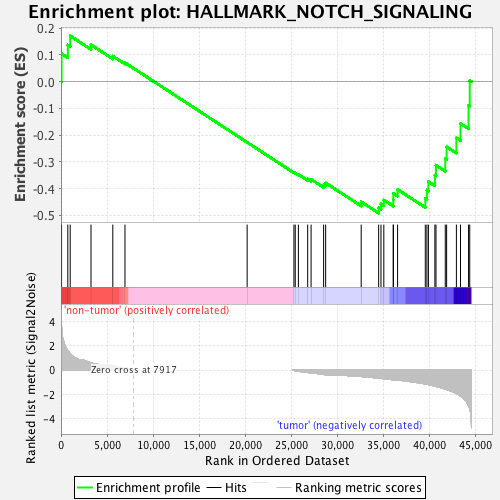 Enrichment plot: HALLMARK_NOTCH_SIGNALING
Enrichment score (ES)
0.2
0.1
0.0
-0.1
-0.2
-0.3
-0.4
-0.5
'non-tumor' (positively correlated)
Ranked list metric (Signal2Noise)
4
2
0
-2
-4
Zero cross at 7917
'tumor' (negatively correlated)
0
5,000
10,000
15,000
20,000
25,000
30,000
35,000
40,000
45,000
Rank in Ordered Dataset
Enrichment profile
Hits
Ranking metric scores